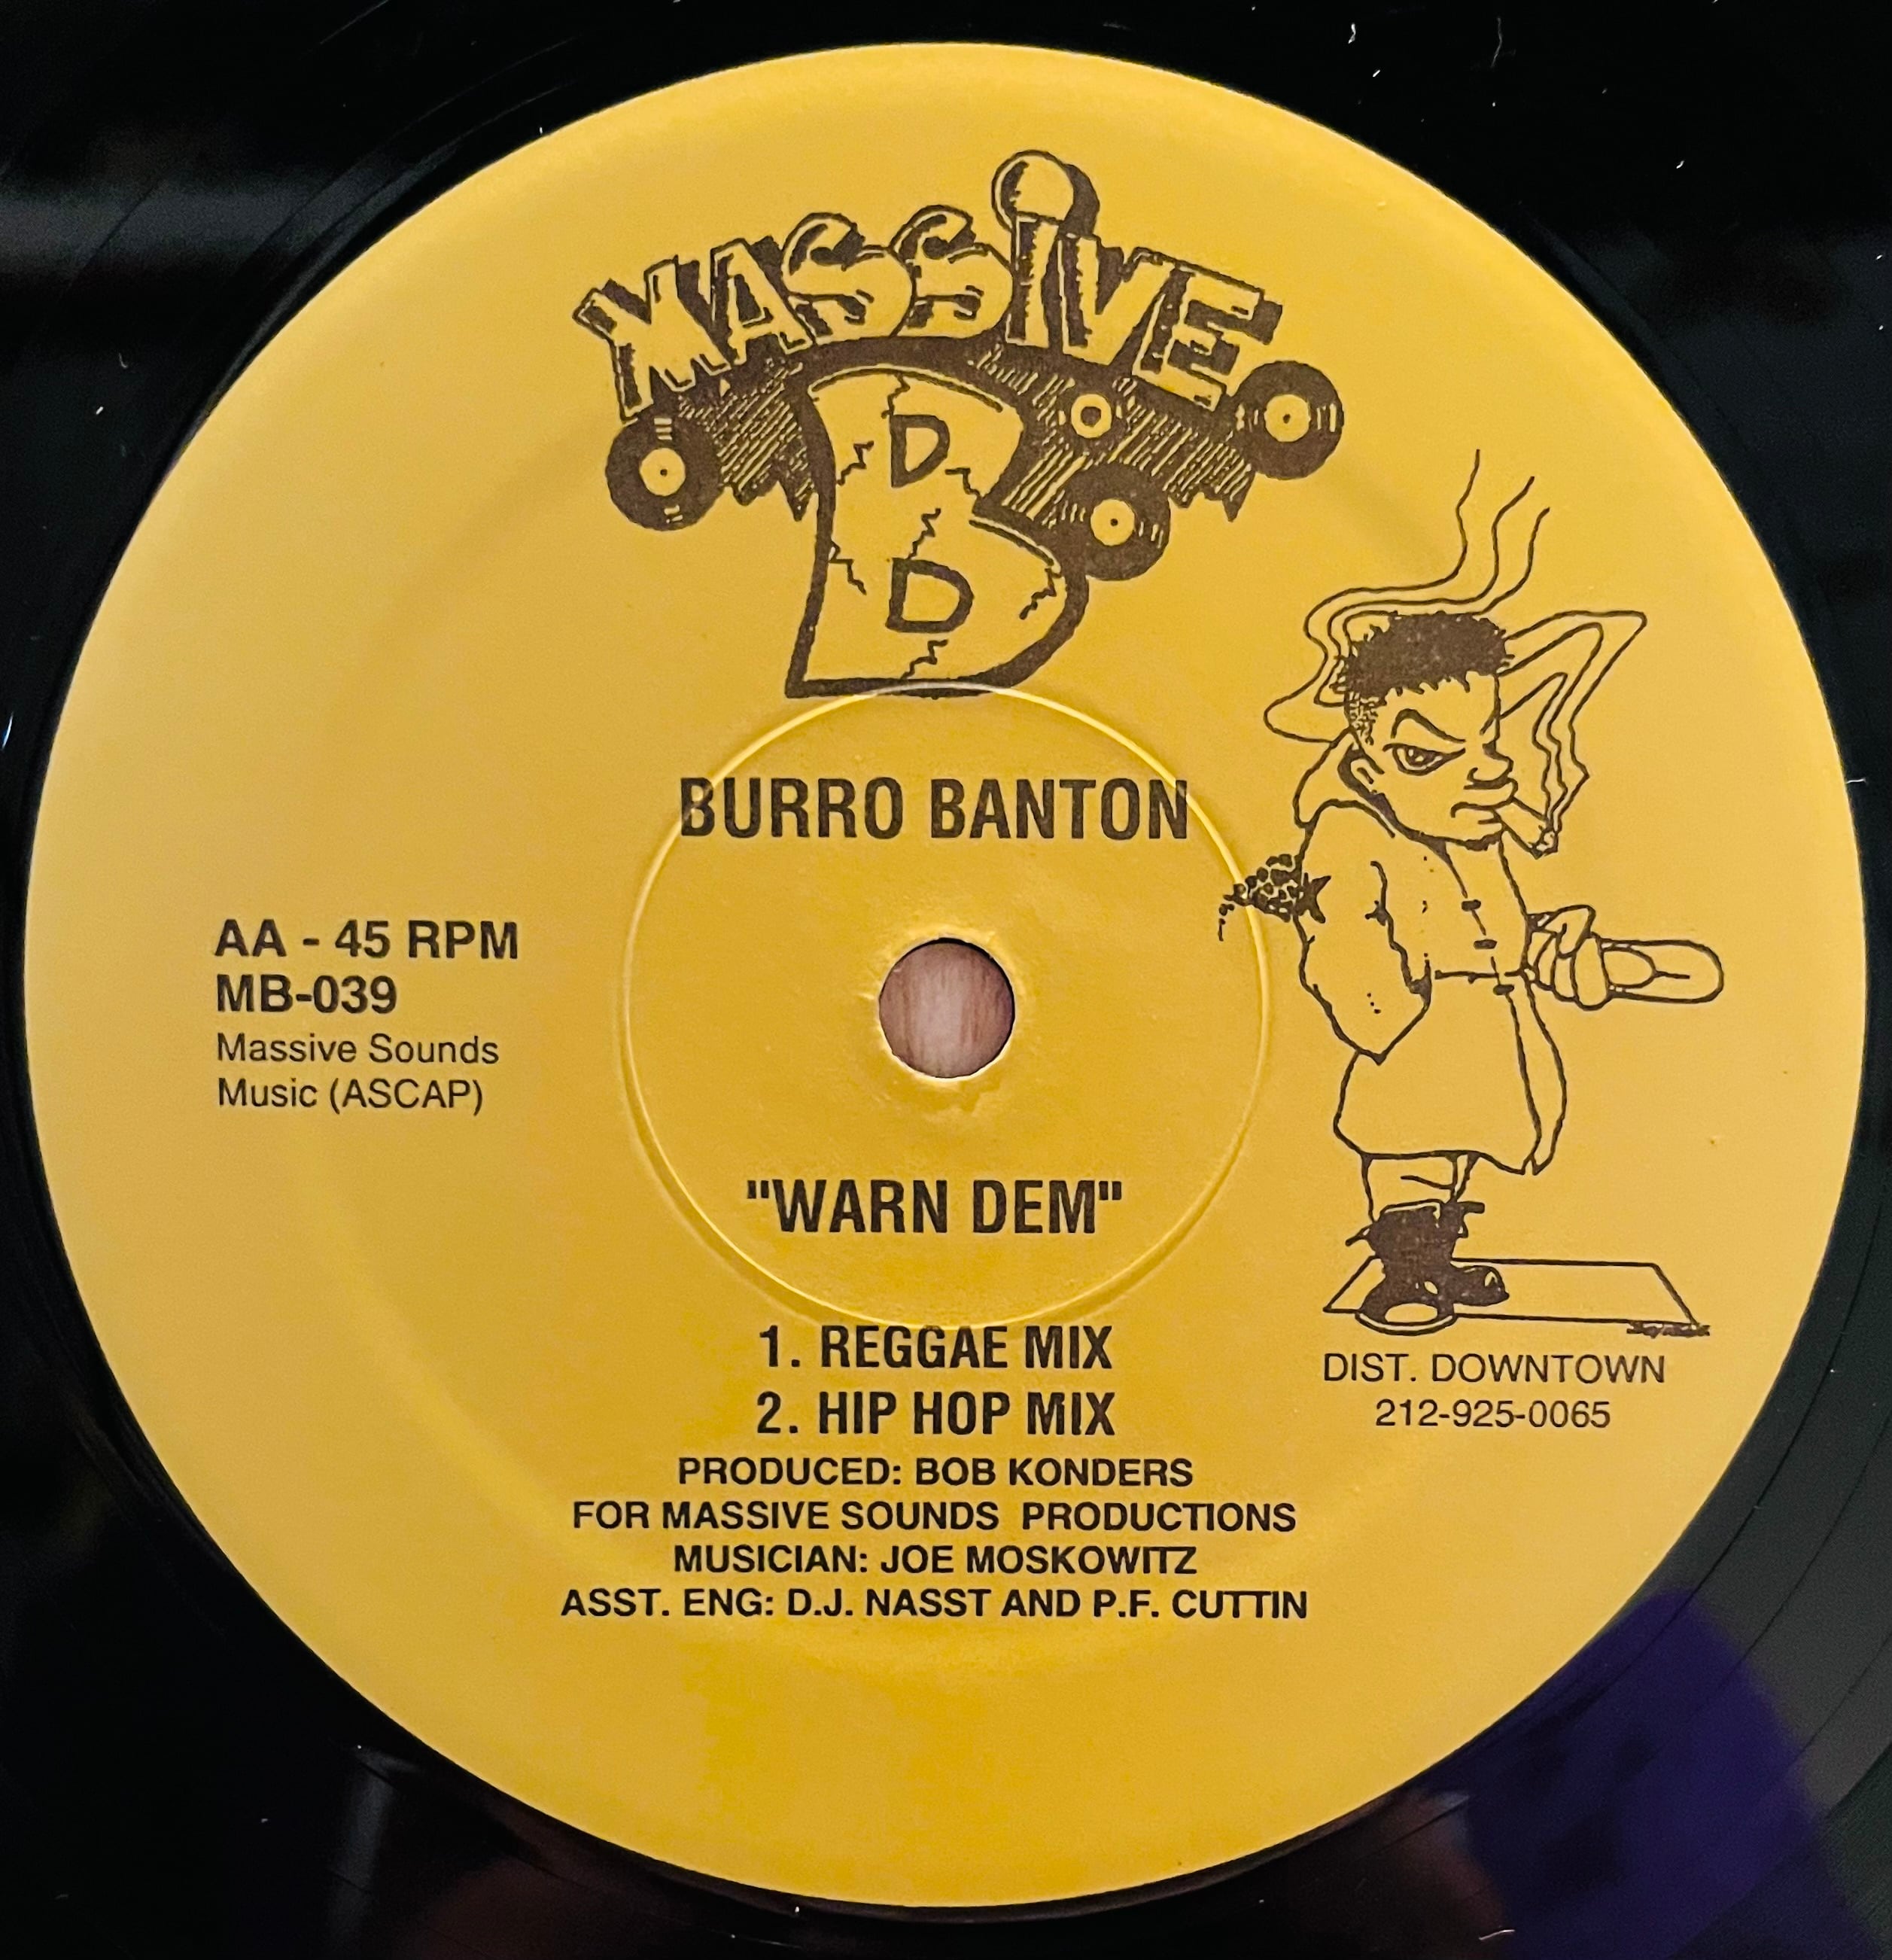 MASSIVE
B
D
D
BURRO BANTON
AA - 45 RPM
MB-039
Massive Sounds
Music (ASCAP)
"WARN DEM"
1. REGGAE MIX
2. HIP HOP MIX
PRODUCED: BOB KONDERS
FOR MASSIVE SOUNDS PRODUCTIONS
MUSICIAN: JOE MOSKOWITZ
ASST. ENG: D.J. NASST AND P.F. CUTTIN
DIST. DOWNTOWN
212-925-0065